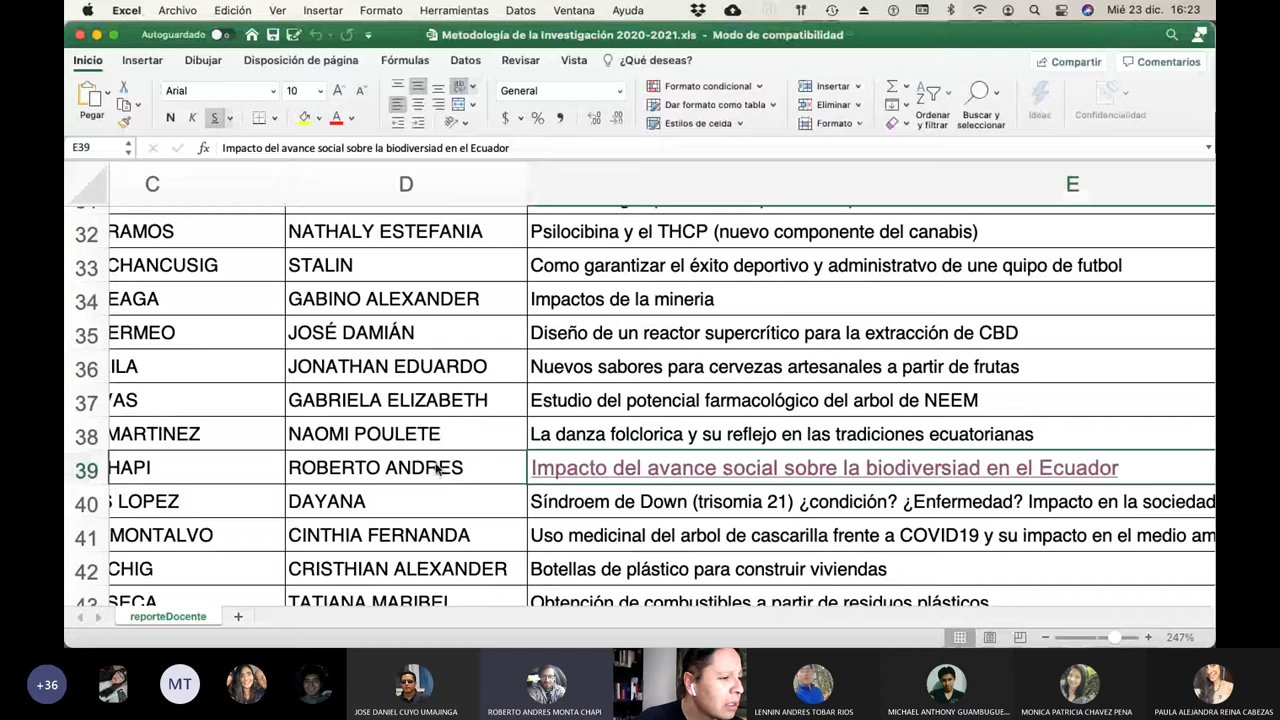 Excel Archivo Edición Ver Insertar Formato Herramientas Datos Ventana Ayuda Mié 23 dic. 16:23
Autoguardado Metodología de la Investigación 2020-2021.xls - Modo de compatibilidad
Inicio Insertar Dibujar Disposición de página Fórmulas Datos Revisar Vista ¿Qué desea? Compartir Comentarios
Pegar Arial 10 A A General Formato condicional Insertar Ordenar y filtrar Buscar y seleccionar Ideas Confidencialidad
N K S A $ % Dar formato como tabla Eliminar
Estilos de celda Formato
E39 fx Impacto del avance social sobre la biodiversiad en el Ecuador
C D E
32 RAMOS NATHALY ESTEFANIA Psilocibina y el THCP (nuevo componente del canabis)
33 CHANCUSIG STALIN Como garantizar el éxito deportivo y administratvo de une quipo de futbol
34 EAGA GABINO ALEXANDER Impactos de la mineria
35 ERMEO JOSÉ DAMIÁN Diseño de un reactor supercrítico para la extracción de CBD
36 ILA JONATHAN EDUARDO Nuevos sabores para cervezas artesanales a partir de frutas
37 VAS GABRIELA ELIZABETH Estudio del potencial farmacológico del arbol de NEEM
38 MARTINEZ NAOMI POULETE La danza folclorica y su reflejo en las tradiciones ecuatorianas
39 HAPI ROBERTO ANDRES Impacto del avance social sobre la biodiversiad en el Ecuador
40 S LOPEZ DAYANA Síndroem de Down (trisomia 21) ¿condición? ¿Enfermedad? Impacto en la sociedad
41 MONTALVO CINTHIA FERNANDA Uso medicinal del arbol de cascarilla frente a COVID19 y su impacto en el medio am
42 CHIG CRISTHIAN ALEXANDER Botellas de plástico para construir viviendas
43 SECA TATIANA MARIBEL Obtención de combustibles a partir de residuos plásticos
reporteDocente + 247%
+36 MT JOSE DANIEL CUYO UMAJINGA ROBERTO ANDRES MONTA CHAPI LENNIN ANDRES TOBAR RIOS MICHAEL ANTHONY GUAMBUGUE... MONICA PATRICIA CHAVEZ PENA PAULA ALEJANDRA REINA CABEZAS